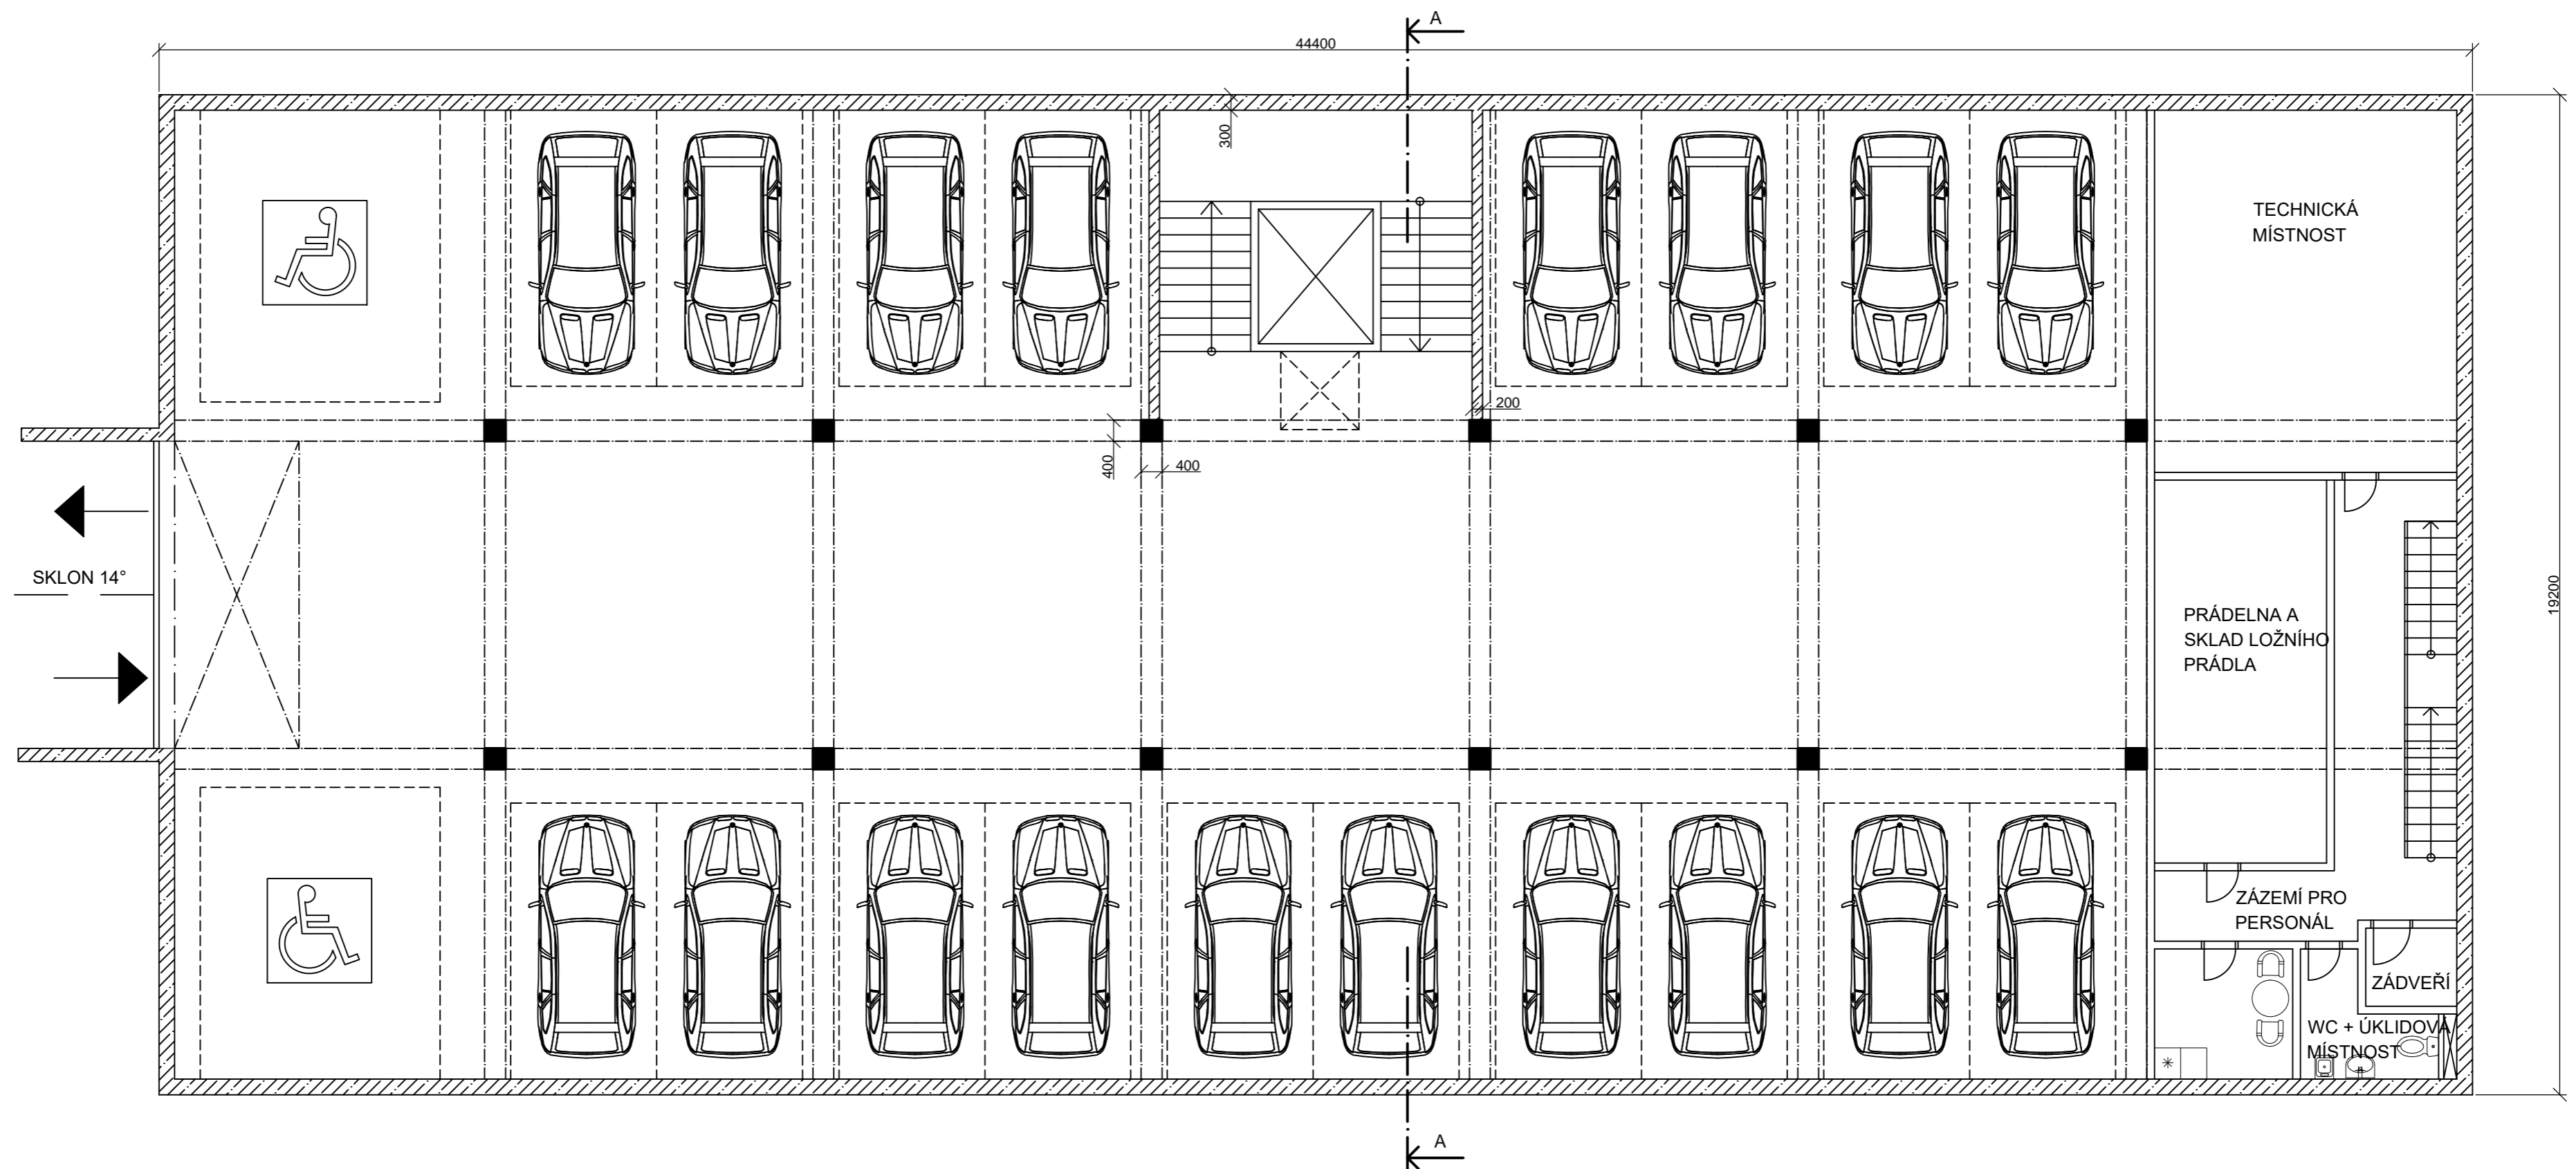 A
44400
300
TECHNICKÁ
MÍSTNOST
200
400
400
SKLON 14°
19200
PRÁDELNA A
SKLAD LOŽNÍHO
PRÁDLA
ZÁZEMÍ PRO
PERSONÁL
ZÁDVEŘÍ
WC + ÚKLIDOVÁ
MÍSTNOST
A